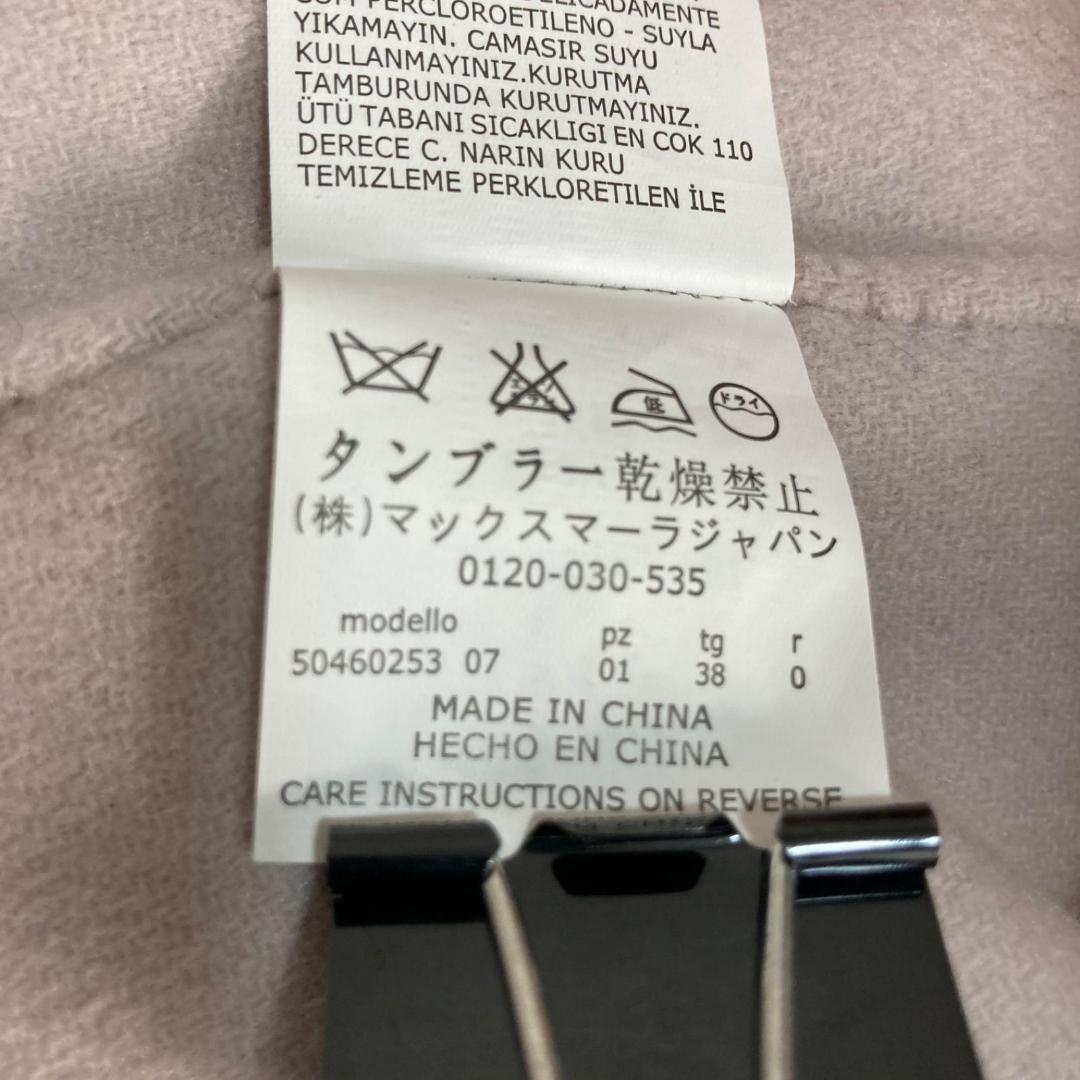 DELICADAMENTE
COM PERCLOROETILENO - SUYLA
YIKAMAYIN. CAMASIR SUYU
KULLANMAYINIZ.KURUTMA
TAMBURUNDA KURUTMAYINIZ.
ÜTÜ TABANI SICAKLIGI EN COK 110
DERECE C. NARIN KURU
TEMIZLEME PERKLORETILEN İLE
低 ドライ
タンブラー乾燥禁止
(株)マックスマーラジャパン
0120-030-535
modello pz tg r
50460253 07 01 38 0
MADE IN CHINA
HECHO EN CHINA
CARE INSTRUCTIONS ON REVERSE